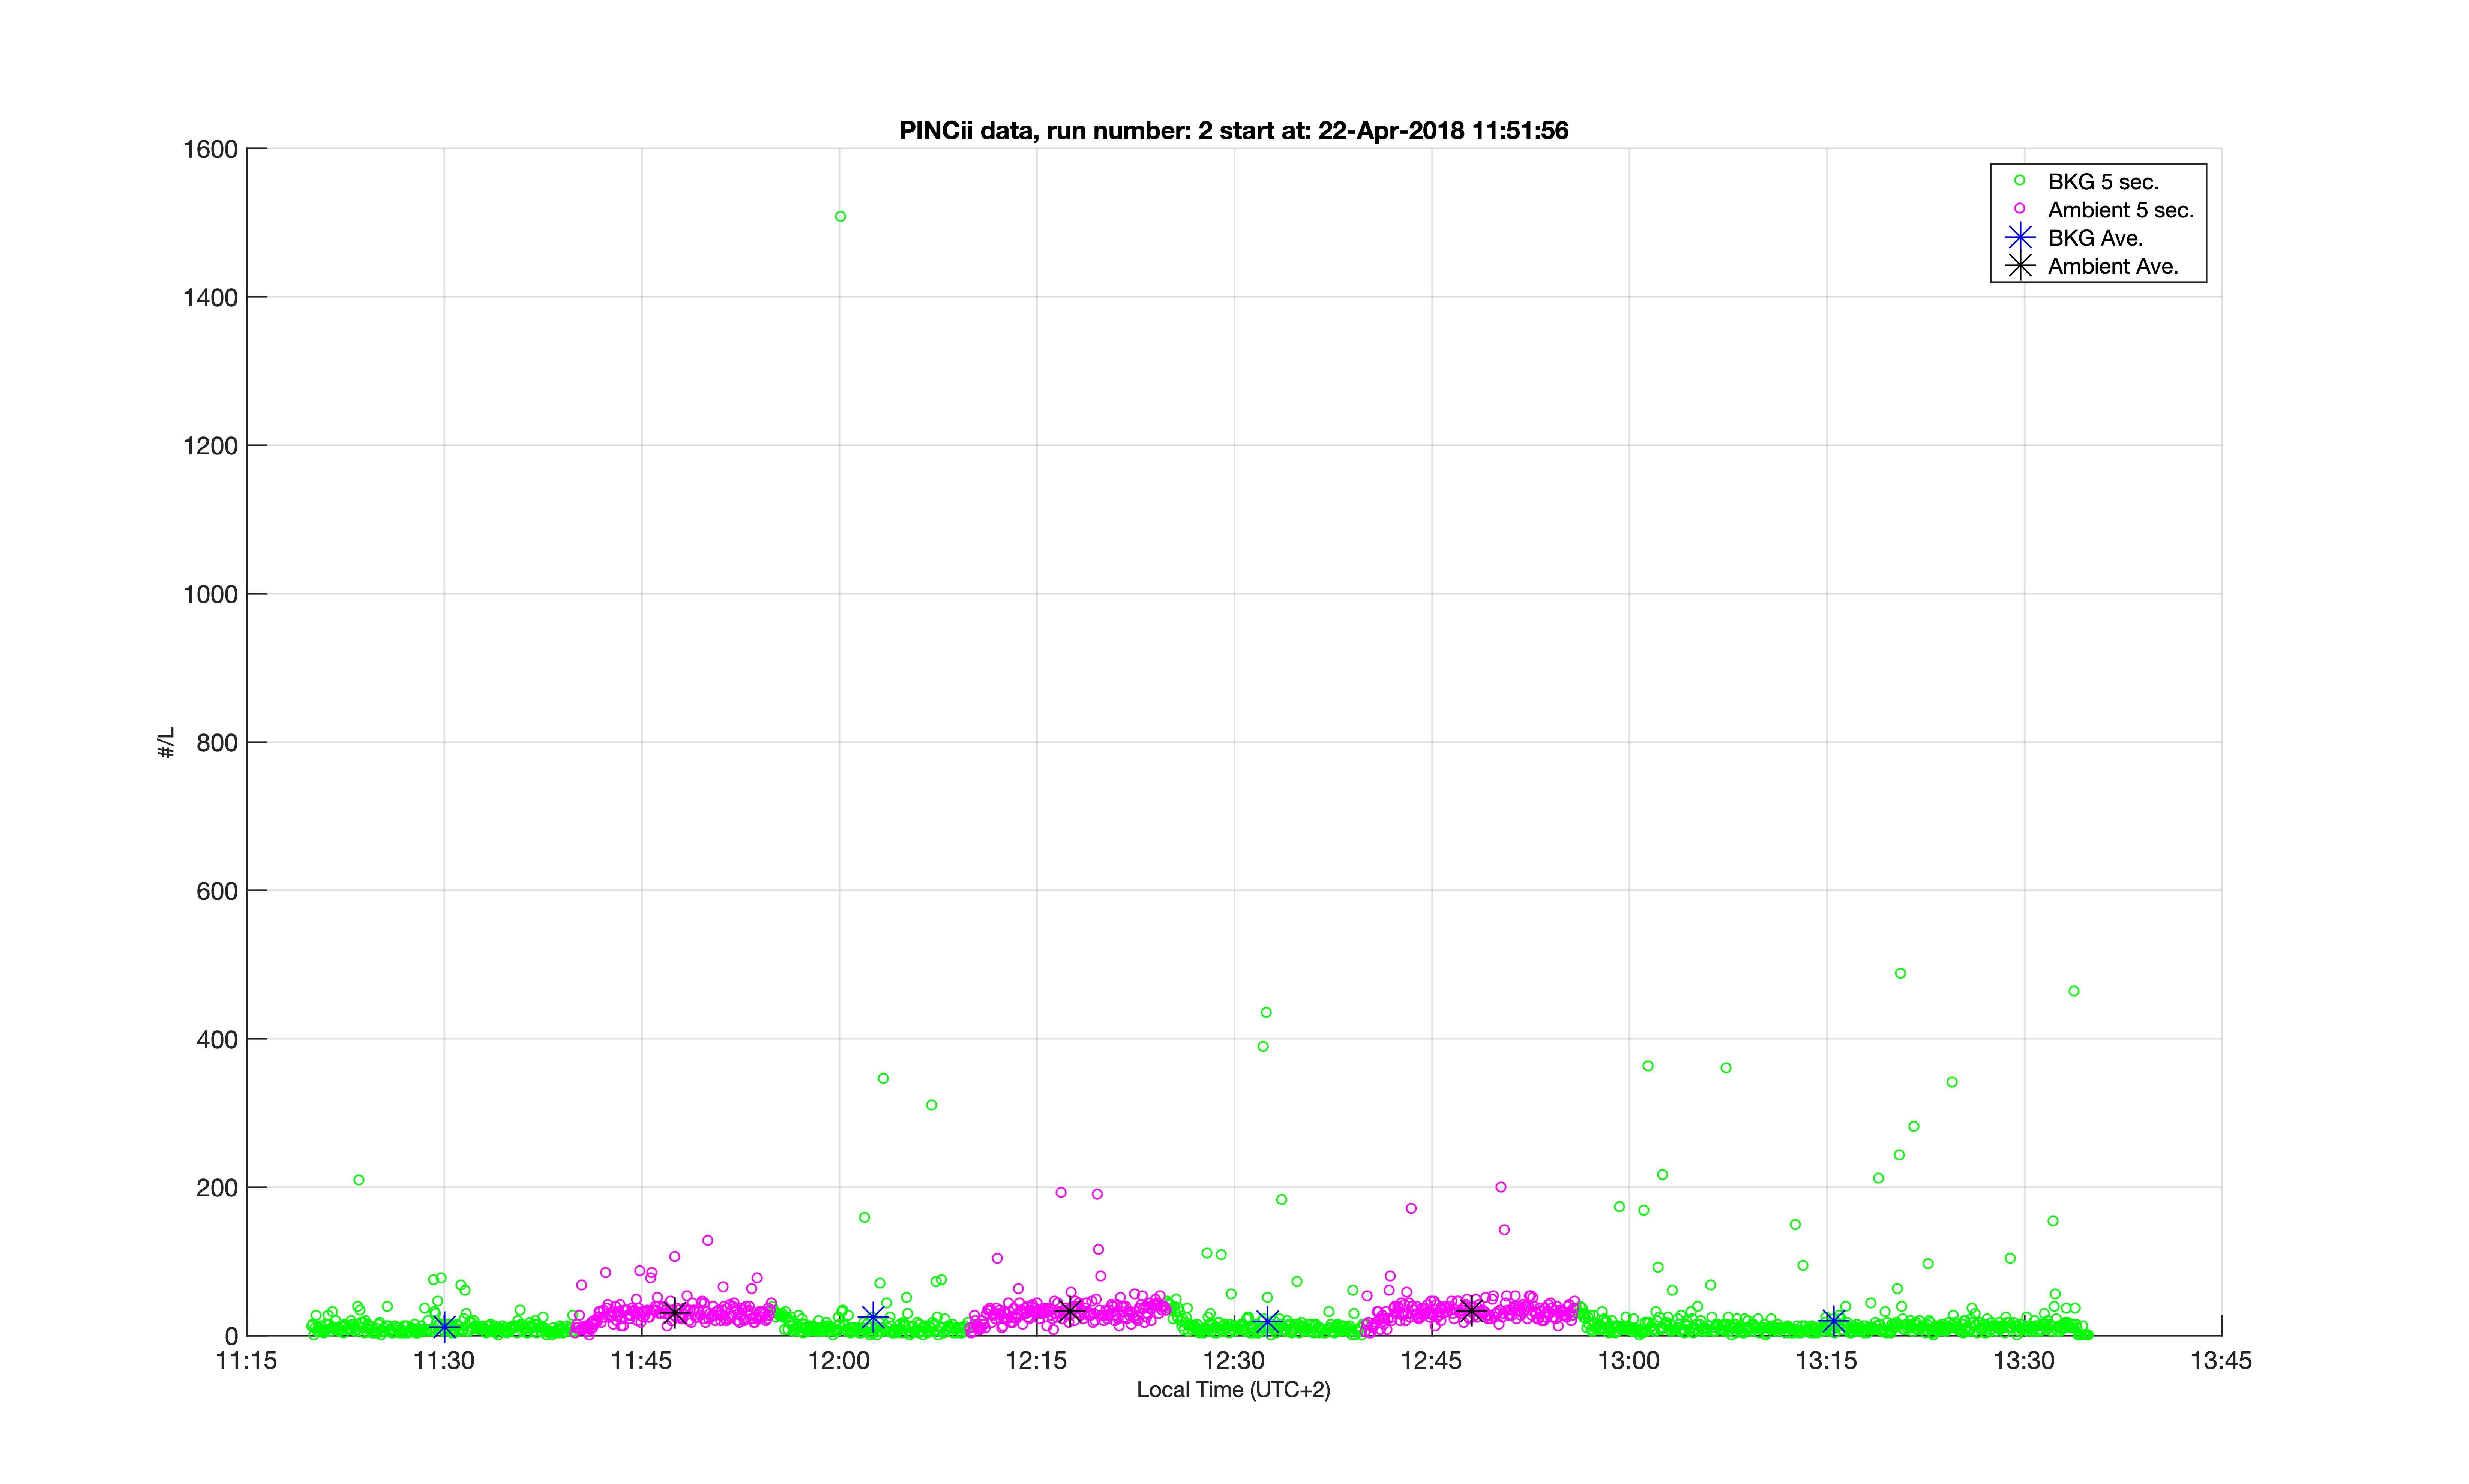 PINCii data, run number: 2 start at: 22-Apr-2018 11:51:56
1600
1400
1200
1000
800
600
400
200
0
#/L
BKG 5 sec.
Ambient 5 sec.
BKG Ave.
Ambient Ave.
11:15 11:30 11:45 12:00 12:15 12:30 12:45 13:00 13:15 13:30 13:45
Local Time (UTC+2)